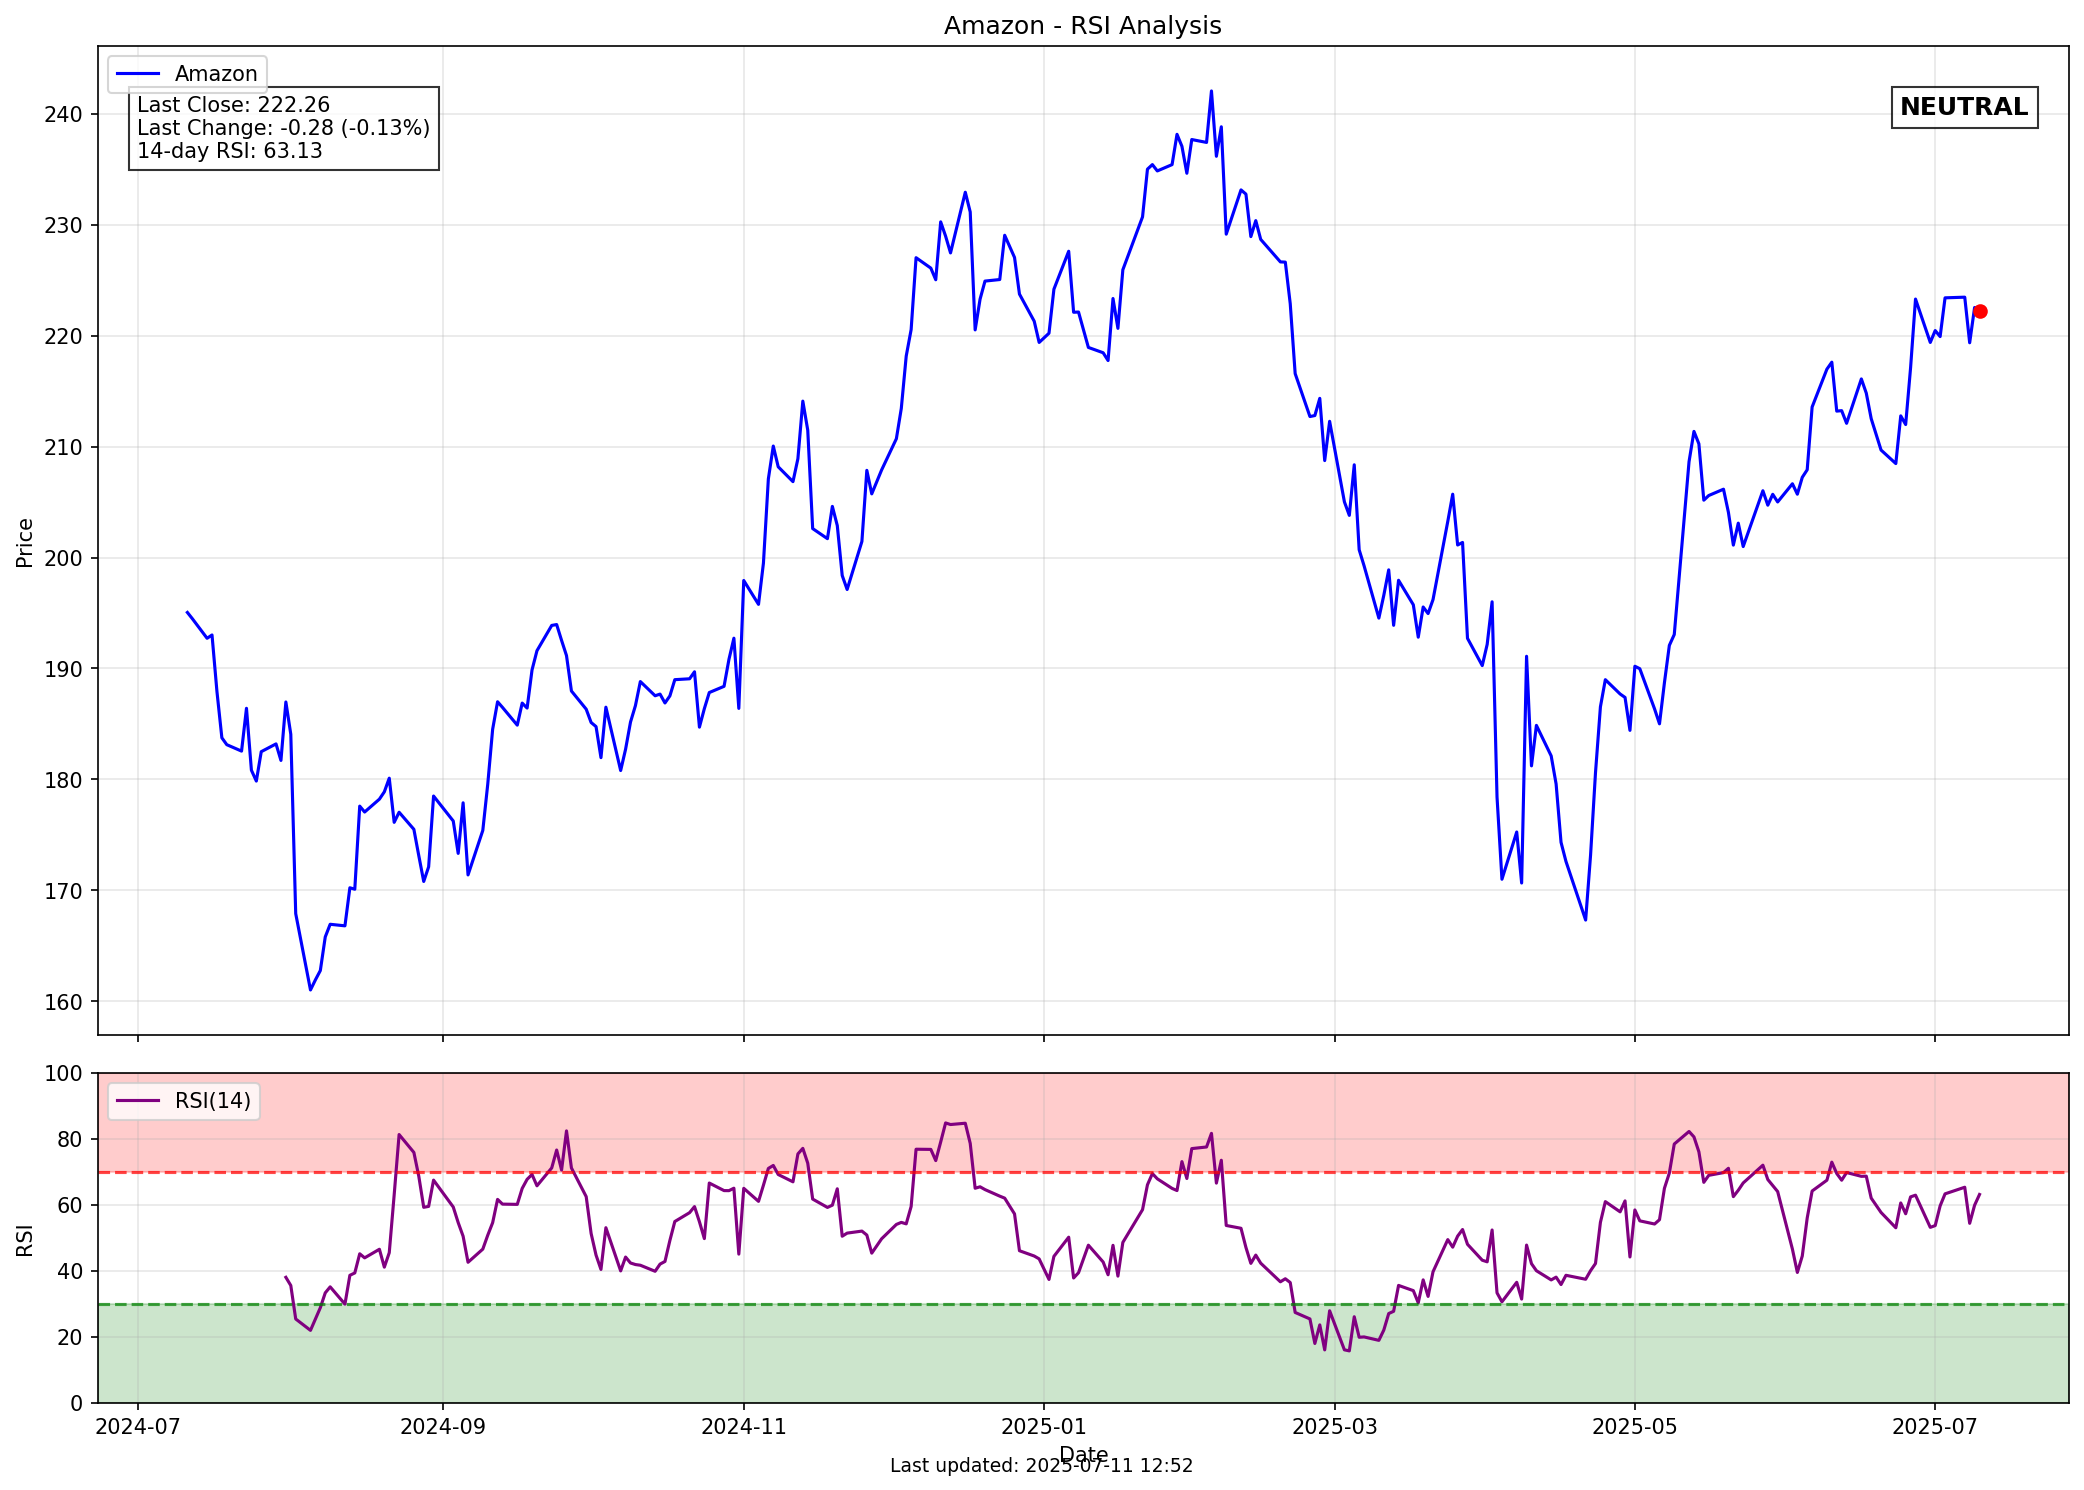 Amazon - RSI Analysis
Amazon
Last Close: 222.26
Last Change: -0.28 (-0.13%)
14-day RSI: 63.13
NEUTRAL
Price
240
230
220
210
200
190
180
170
160
RSI(14)
RSI
100
80
60
40
20
0
2024-07
2024-09
2024-11
2025-01
2025-03
2025-05
2025-07
Date
Last updated: 2025-07-11 12:52